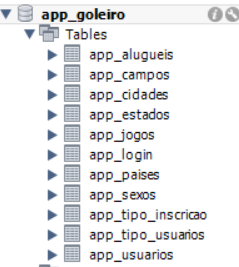 app_goleiro
Tables
app_alugueis
app_campos
app_cidades
app_estados
app_jogos
app_login
app_paises
app_sexos
app_tipo_inscricao
app_tipo_usuarios
app_usuarios